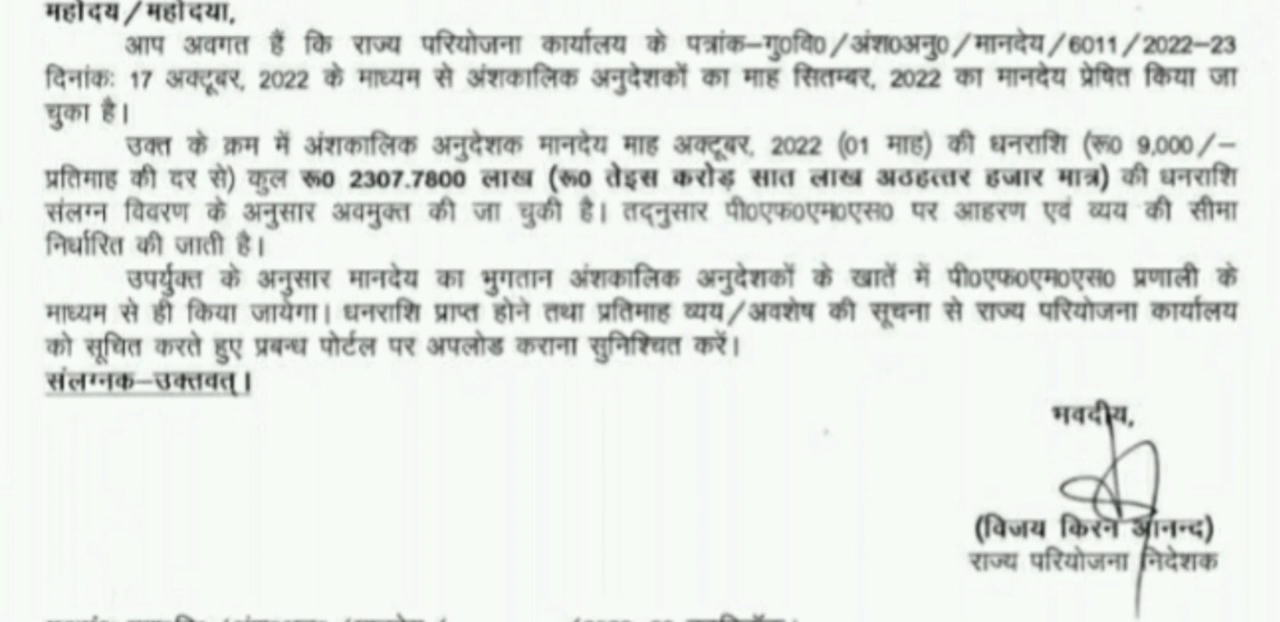 महोदय/महोदया,
आप अवगत हैं कि राज्य परियोजना कार्यालय के पत्रांक–गु0वि0/अंश0अनु0/मानदेय/6011/2022–23
दिनांकः 17 अक्टूबर, 2022 के माध्यम से अंशकालिक अनुदेशकों का माह सितम्बर, 2022 का मानदेय प्रेषित किया जा
चुका है।
उक्त के क्रम में अंशकालिक अनुदेशक मानदेय माह अक्टूबर, 2022 (01 माह) की धनराशि (रू0 9,000/–
प्रतिमाह की दर से) कुल रू0 2307.7800 लाख (रू0 तेइस करोड़ सात लाख अठहत्तर हजार मात्र) की धनराशि
संलग्न विवरण के अनुसार अवमुक्त की जा चुकी है। तद्नुसार पी0एफ0एम0एस0 पर आहरण एवं व्यय की सीमा
निर्धारित की जाती है।
उपर्युक्त के अनुसार मानदेय का भुगतान अंशकालिक अनुदेशकों के खातें में पी0एफ0एम0एस0 प्रणाली के
माध्यम से ही किया जायेगा। धनराशि प्राप्त होने तथा प्रतिमाह व्यय/अवशेष की सूचना से राज्य परियोजना कार्यालय
को सूचित करते हुए प्रबन्ध पोर्टल पर अपलोड कराना सुनिश्चित करें।
संलग्नक–उक्तवत्।
भवदीय,
(विजय किरन आनन्द)
राज्य परियोजना निदेशक